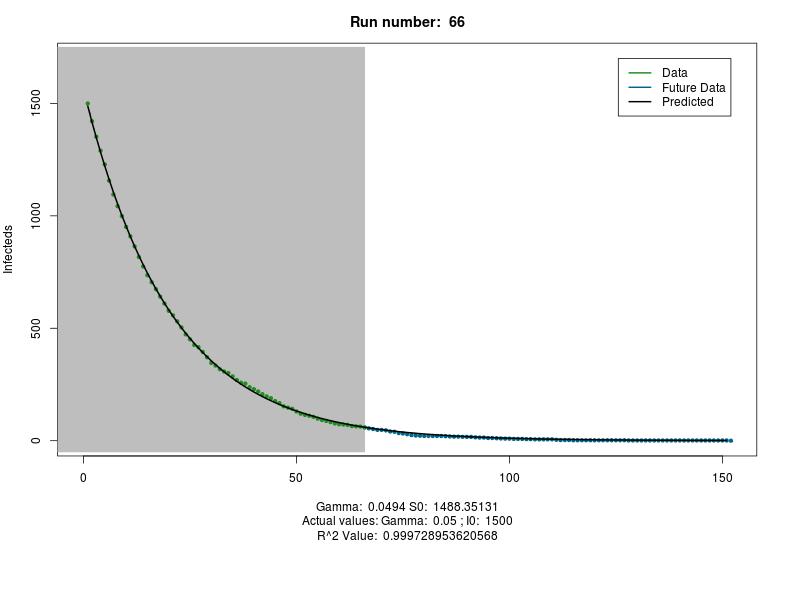 Run number: 66
Data
Future Data
Predicted
Infecteds
1500
1000
500
0
0 50 100 150
Gamma: 0.0494 S0: 1488.35131
Actual values: Gamma: 0.05 ; I0: 1500
R^2 Value: 0.999728953620568